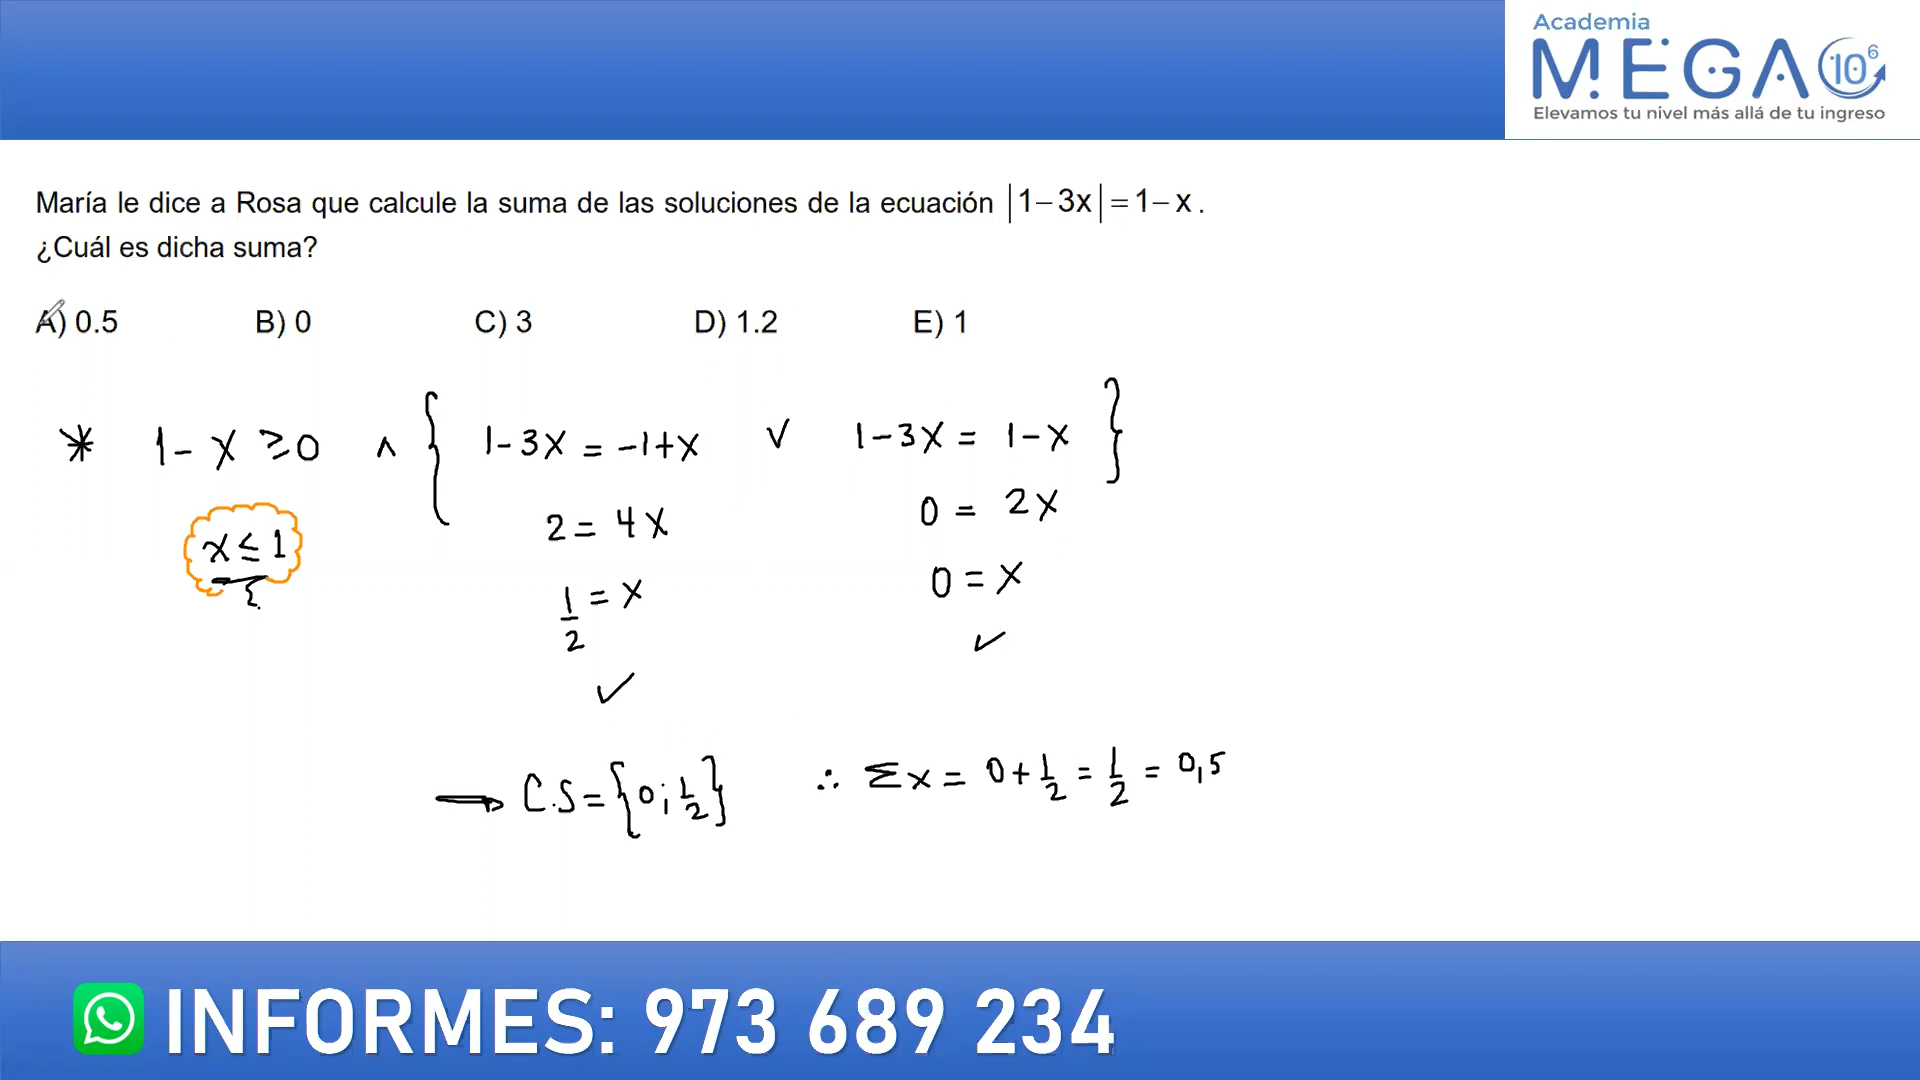 Academia
MEGA 10⁶
Elevamos tu nivel más allá de tu ingreso
María le dice a Rosa que calcule la suma de las soluciones de la ecuación |1−3x|=1−x.
¿Cuál es dicha suma?
A) 0.5 B) 0 C) 3 D) 1.2 E) 1
* 1-x ≥0 ∧ { 1-3x = -1+x ∨ 1-3x = 1-x }
2 = 4x 0 = 2x
x ≤ 1
1/2 = x 0 = x
✓
✓
→ C.S = {0; 1/2} ∴ Σx = 0+1/2 = 1/2 = 0,5
INFORMES: 973 689 234